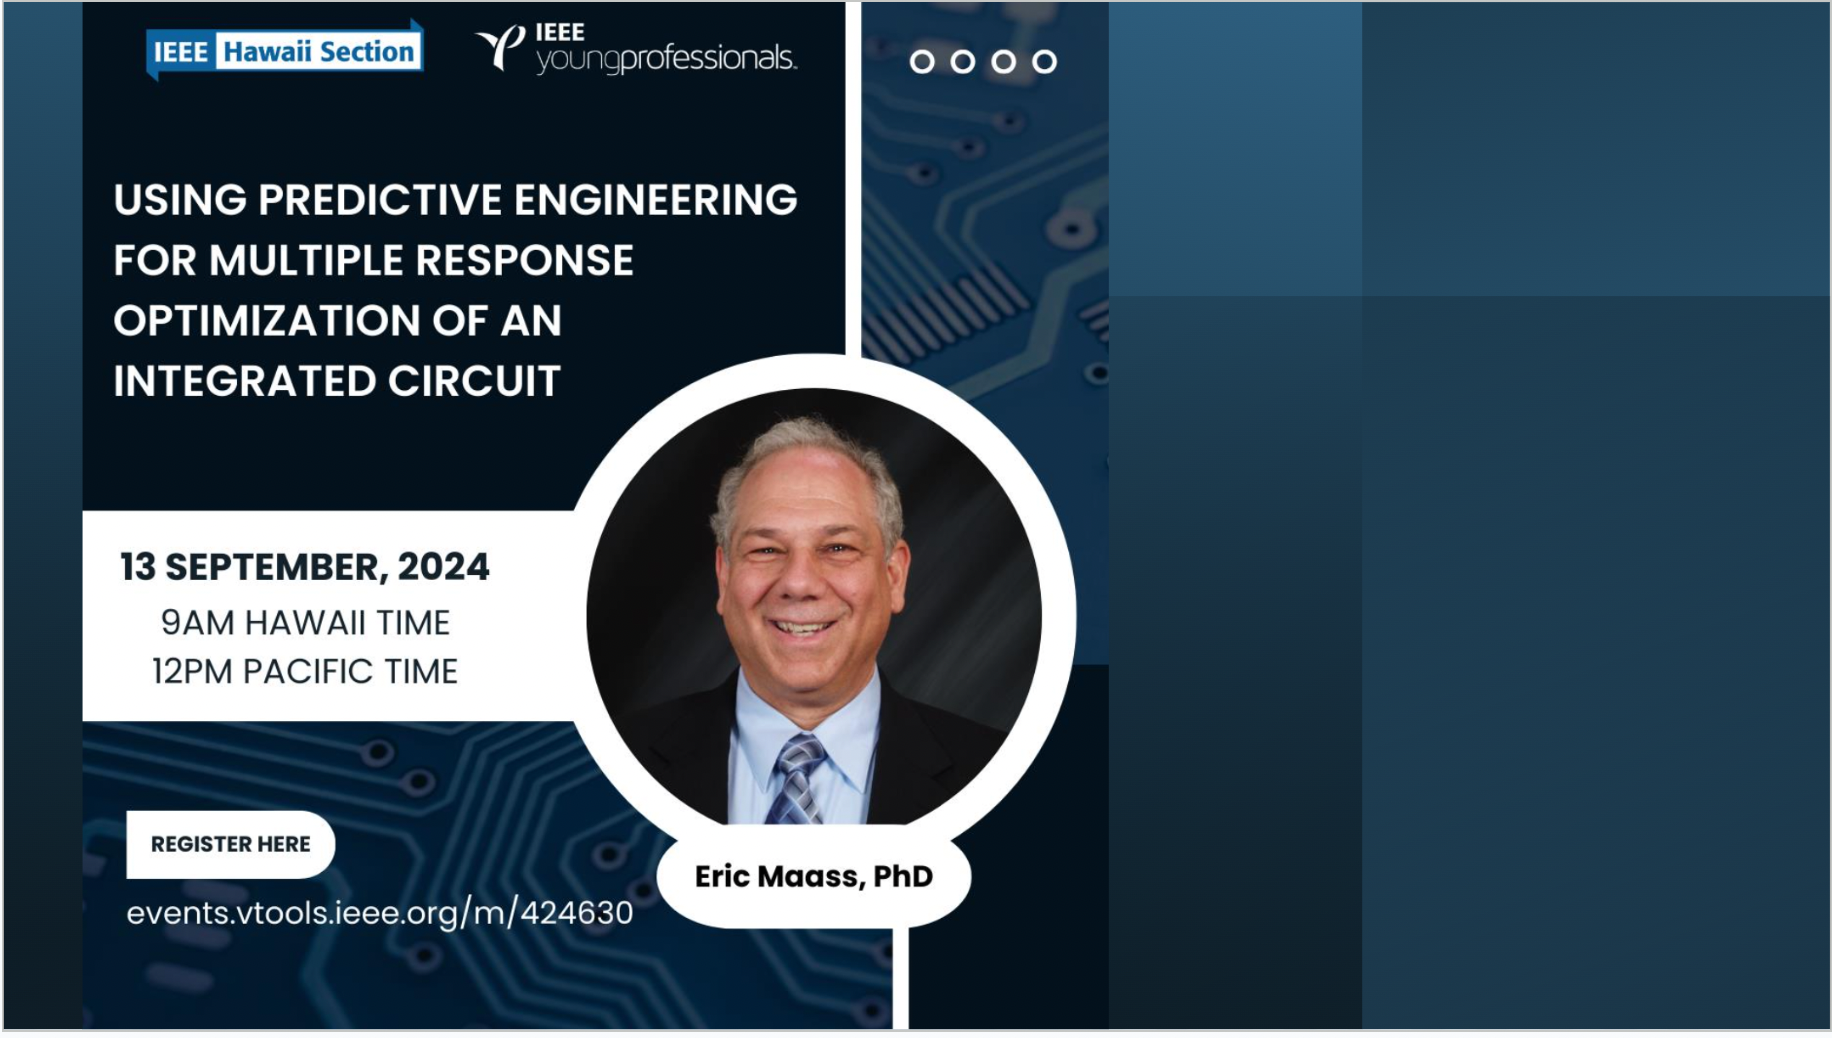 IEEE Hawaii Section
IEEE
youngprofessionals
USING PREDICTIVE ENGINEERING
FOR MULTIPLE RESPONSE
OPTIMIZATION OF AN
INTEGRATED CIRCUIT
13 SEPTEMBER, 2024
9AM HAWAII TIME
12PM PACIFIC TIME
REGISTER HERE
events.vtools.ieee.org/m/424630
Eric Maass, PhD